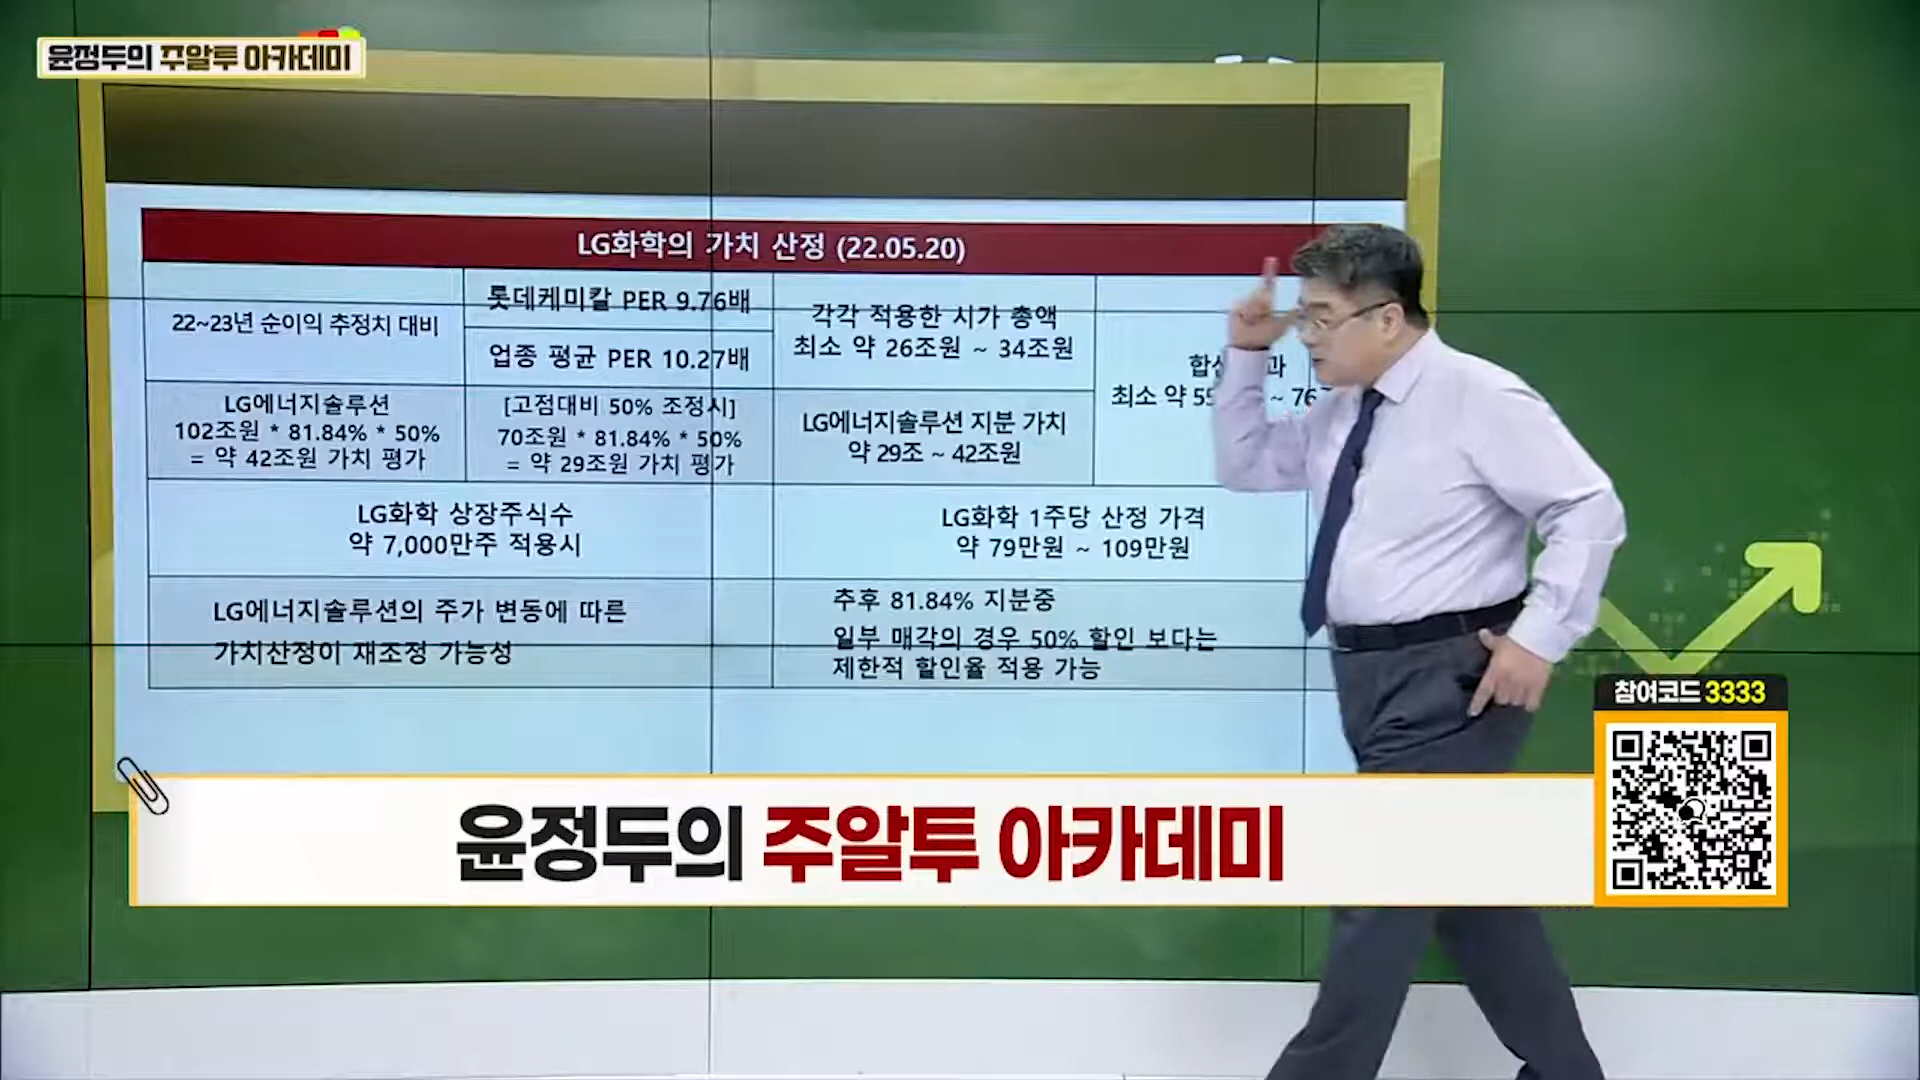 윤정두의 주알투 아카데미
LG화학의 가치 산정 (22.05.20)
22~23년 순이익 추정치 대비
롯데케미칼 PER 9.76배
업종 평균 PER 10.27배
각각 적용한 시가 총액
최소 약 26조원 ~ 34조원
최소 약
LG에너지솔루션
102조원 * 81.84% * 50%
= 약 42조원 가치 평가
[고점대비 50% 조정시]
70조원 * 81.84% * 50%
= 약 29조원 가치 평가
LG에너지솔루션 지분 가치
약 29조 ~ 42조원
LG화학 상장주식수
약 7,000만주 적용시
LG화학 1주당 산정 가격
약 79만원 ~ 109만원
LG에너지솔루션의 주가 변동에 따른
가치산정이 재조정 가능성
추후 81.84% 지분중
일부 매각의 경우 50% 할인 보다는
제한적 할인율 적용 가능
참여코드 3333
윤정두의 주알투 아카데미